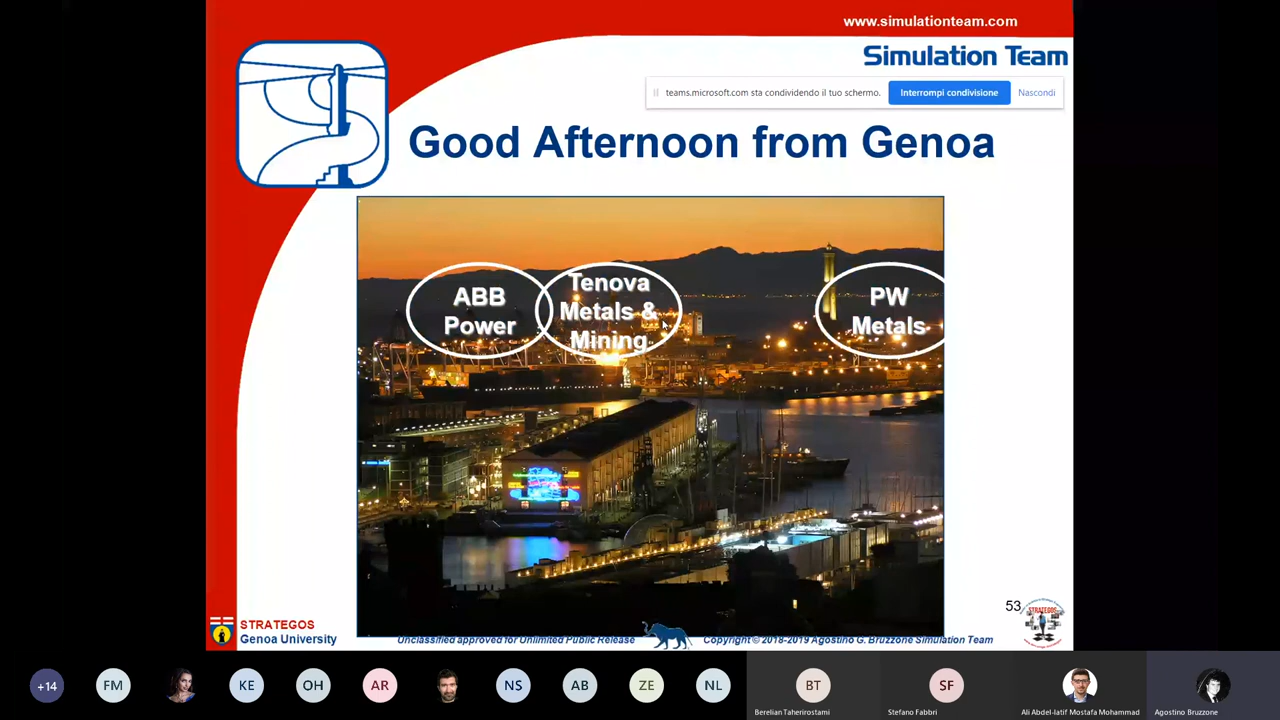 www.simulationteam.com
Simulation Team
teams.microsoft.com sta condividendo il tuo schermo.
Interrompi condivisione
Nascondi
Good Afternoon from Genoa
ABB
Power
Tenova
Metals &
Mining
PW
Metals
53
STRATEGOS
STRATEGOS
Genoa University
Unclassified approved for Unlimited Public Release
Copyright © 2018-2019 Agostino G. Bruzzone Simulation Team
+14
FM
KE
OH
AR
NS
AB
ZE
NL
BT
SF
Berelian Taherirostami
Stefano Fabbri
Ali Abdel-latif Mostafa Mohammad
Agostino Bruzzone